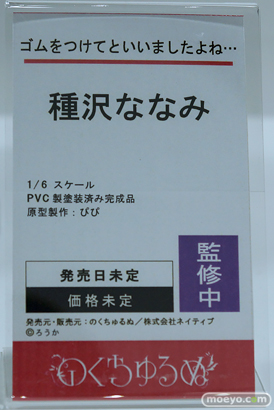 ゴムをつけてといいましたよね…
種沢ななみ
1/6 スケール
PVC製塗装済み完成品
原型製作：びび
監修中
発売日未定
価格未定
発売元・販売元：のくちゅるぬ／株式会社ネイティブ
©ろうか
のくちゅるぬ
moeyo.com